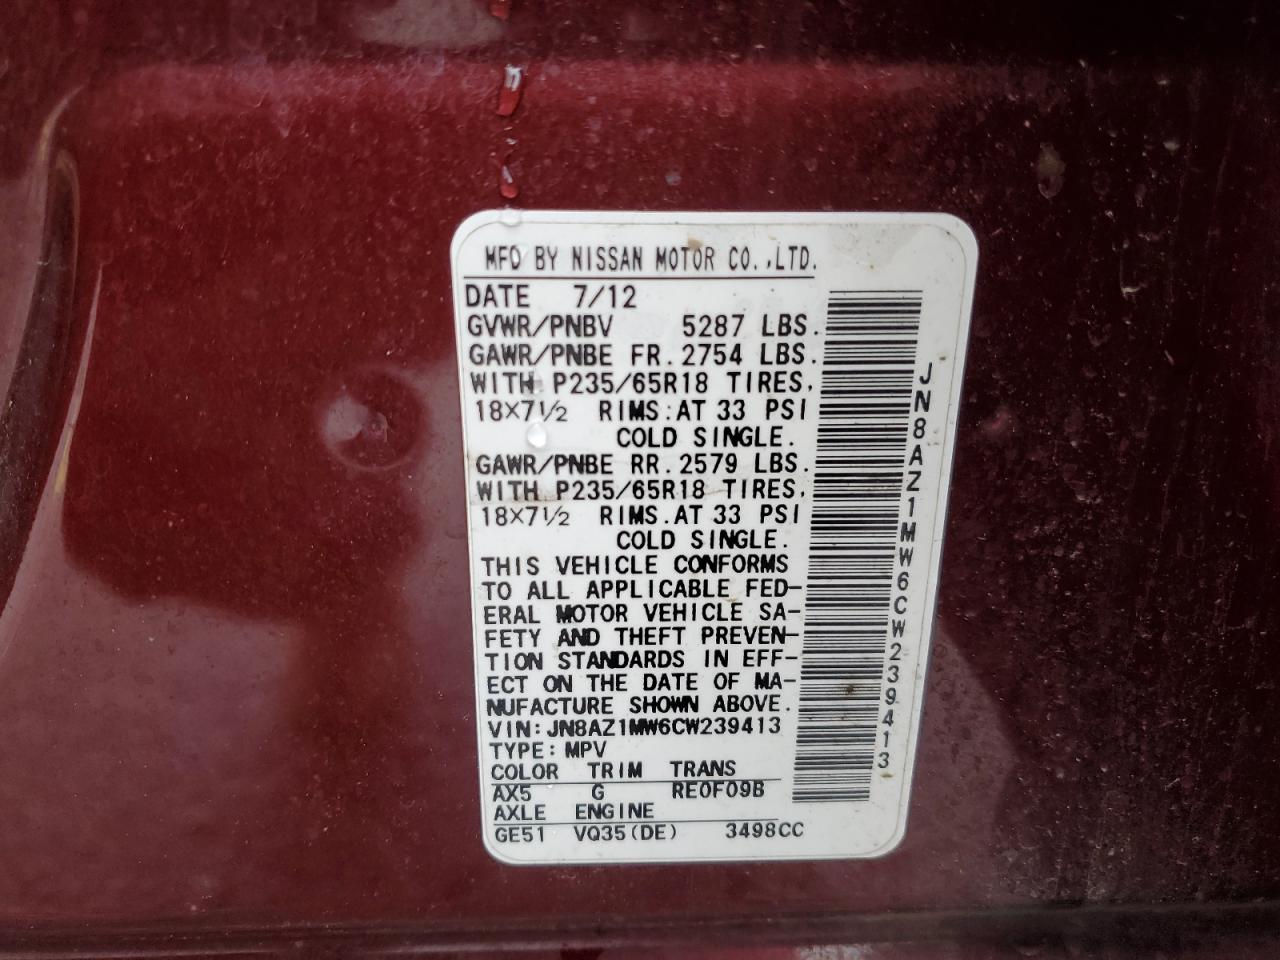 MFD BY NISSAN MOTOR CO.,LTD.
DATE 7/12
GVWR/PNBV 5287 LBS.
GAWR/PNBE FR. 2754 LBS.
WITH P235/65R18 TIRES,
18×7½ RIMS.AT 33 PSI
COLD SINGLE.
GAWR/PNBE RR. 2579 LBS.
WITH P235/65R18 TIRES,
18×7½ RIMS.AT 33 PSI
COLD SINGLE.
THIS VEHICLE CONFORMS
TO ALL APPLICABLE FED-
ERAL MOTOR VEHICLE SA-
FETY AND THEFT PREVEN-
TION STANDARDS IN EFF-
ECT ON THE DATE OF MA-
NUFACTURE SHOWN ABOVE.
VIN:JN8AZ1MW6CW239413
TYPE:MPV
COLOR TRIM TRANS
AX5 G RE0F09B
AXLE ENGINE
GE51 VQ35(DE) 3498CC
JN8AZ1MW6CW239413